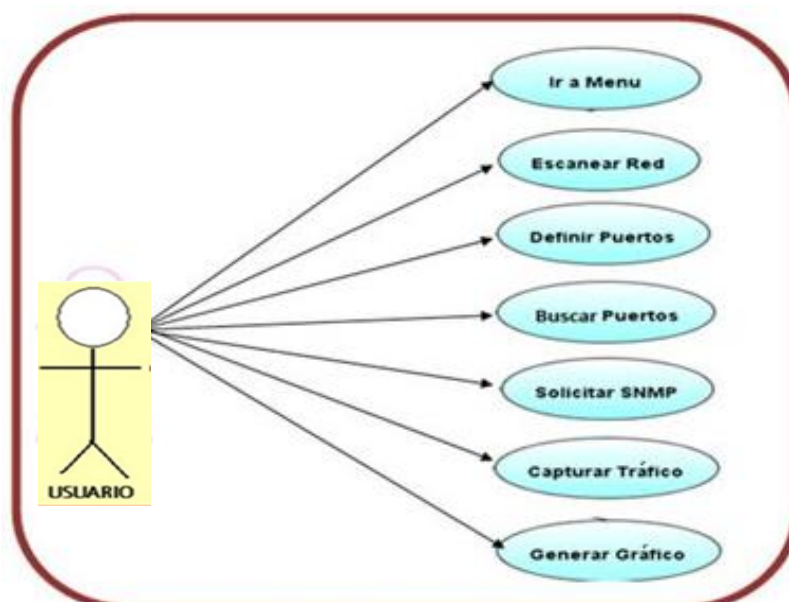 Ir a Menu
Escanear Red
Definir Puertos
Buscar Puertos
Solicitar SNMP
Capturar Tráfico
Generar Gráfico
USUARIO